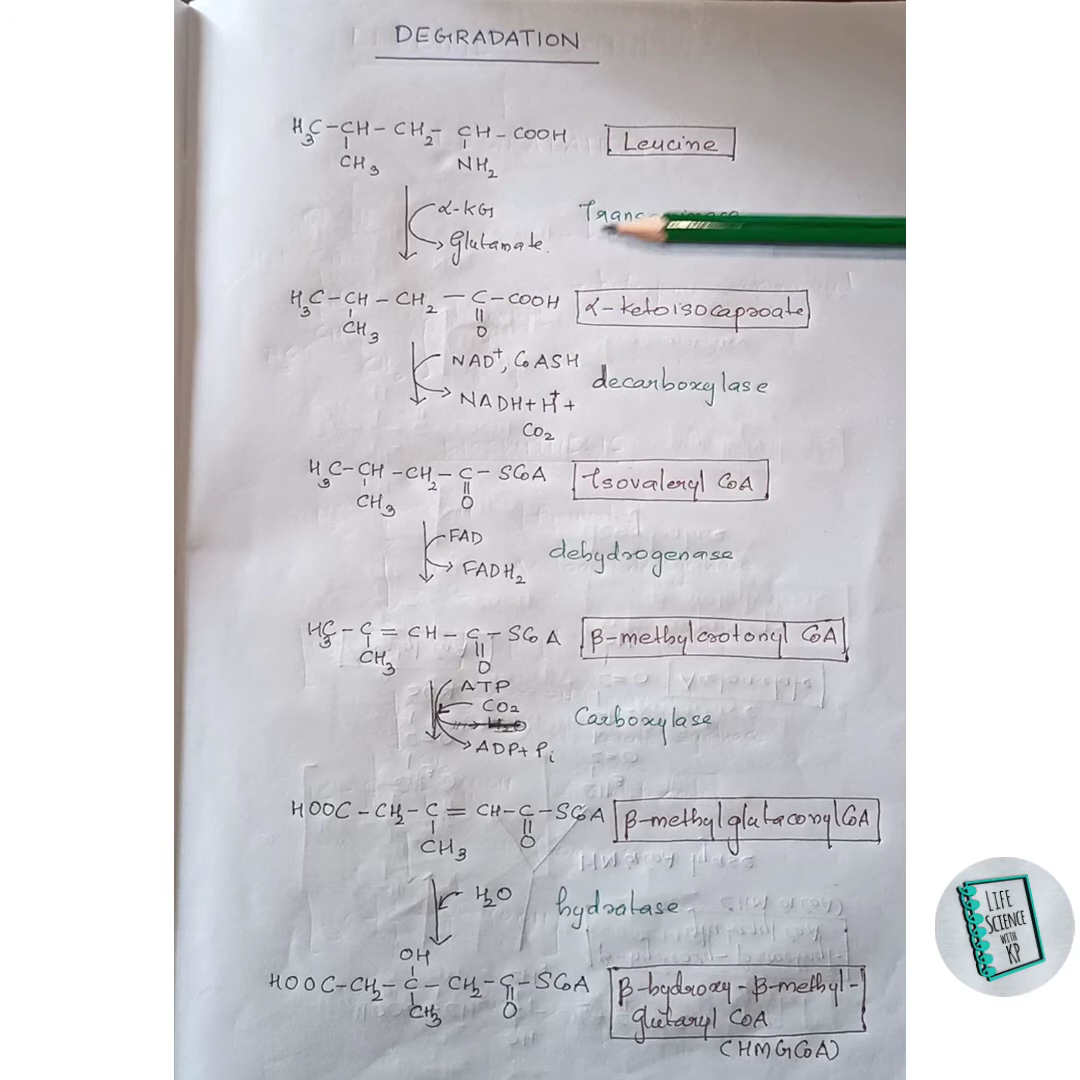 DEGRADATION
H3C-CH-CH2-CH-COOH Leucine
CH3 NH2
α-KG
Glutamate.
H3C-CH-CH2-C-COOH α-ketoisocaproate
CH3 O
NAD+, CoASH
decarboxylase
NADH+H+ +
CO2
H3C-CH-CH2-C-SCoA Isovaleryl CoA
CH3 O
FAD
dehydrogenase
FADH2
H3C-C=CH-C-SCoA β-methylcrotonyl CoA
CH3 O
ATP
CO2
Carboxylase
ADP+Pi
HOOC-CH2-C=CH-C-SCoA β-methylglutaconyl CoA
CH3 O
H2O hydratase
OH
HOOC-CH2-C-CH2-C-SCoA β-hydroxy-β-methyl-
CH3 O glutaryl CoA
(HMGCoA)
LIFE
SCIENCE
WITH
KP